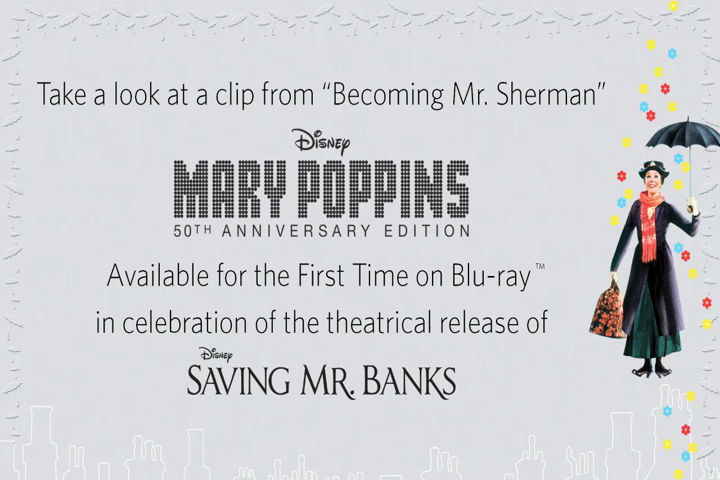 Take a look at a clip from “Becoming Mr. Sherman”
Disney
MARY POPPINS
50TH ANNIVERSARY EDITION
Available for the First Time on Blu-ray™
in celebration of the theatrical release of
Disney
SAVING MR. BANKS